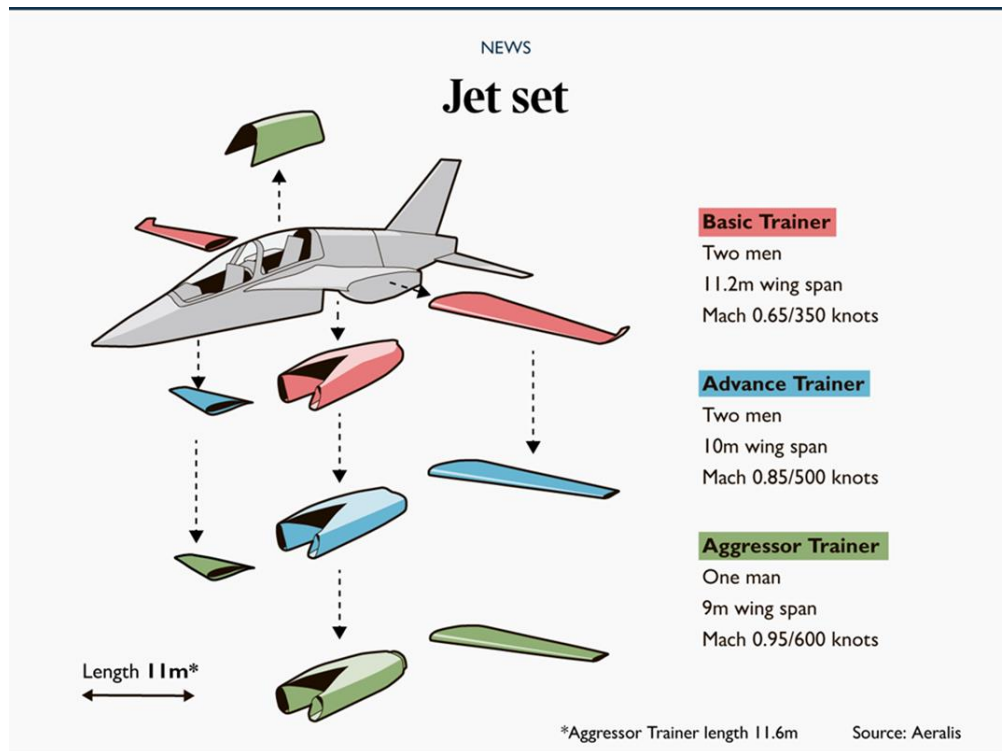 NEWS
Jet set
Basic Trainer
Two men
11.2m wing span
Mach 0.65/350 knots
Advance Trainer
Two men
10m wing span
Mach 0.85/500 knots
Aggressor Trainer
One man
9m wing span
Mach 0.95/600 knots
Length 11m*
*Aggressor Trainer length 11.6m
Source: Aeralis